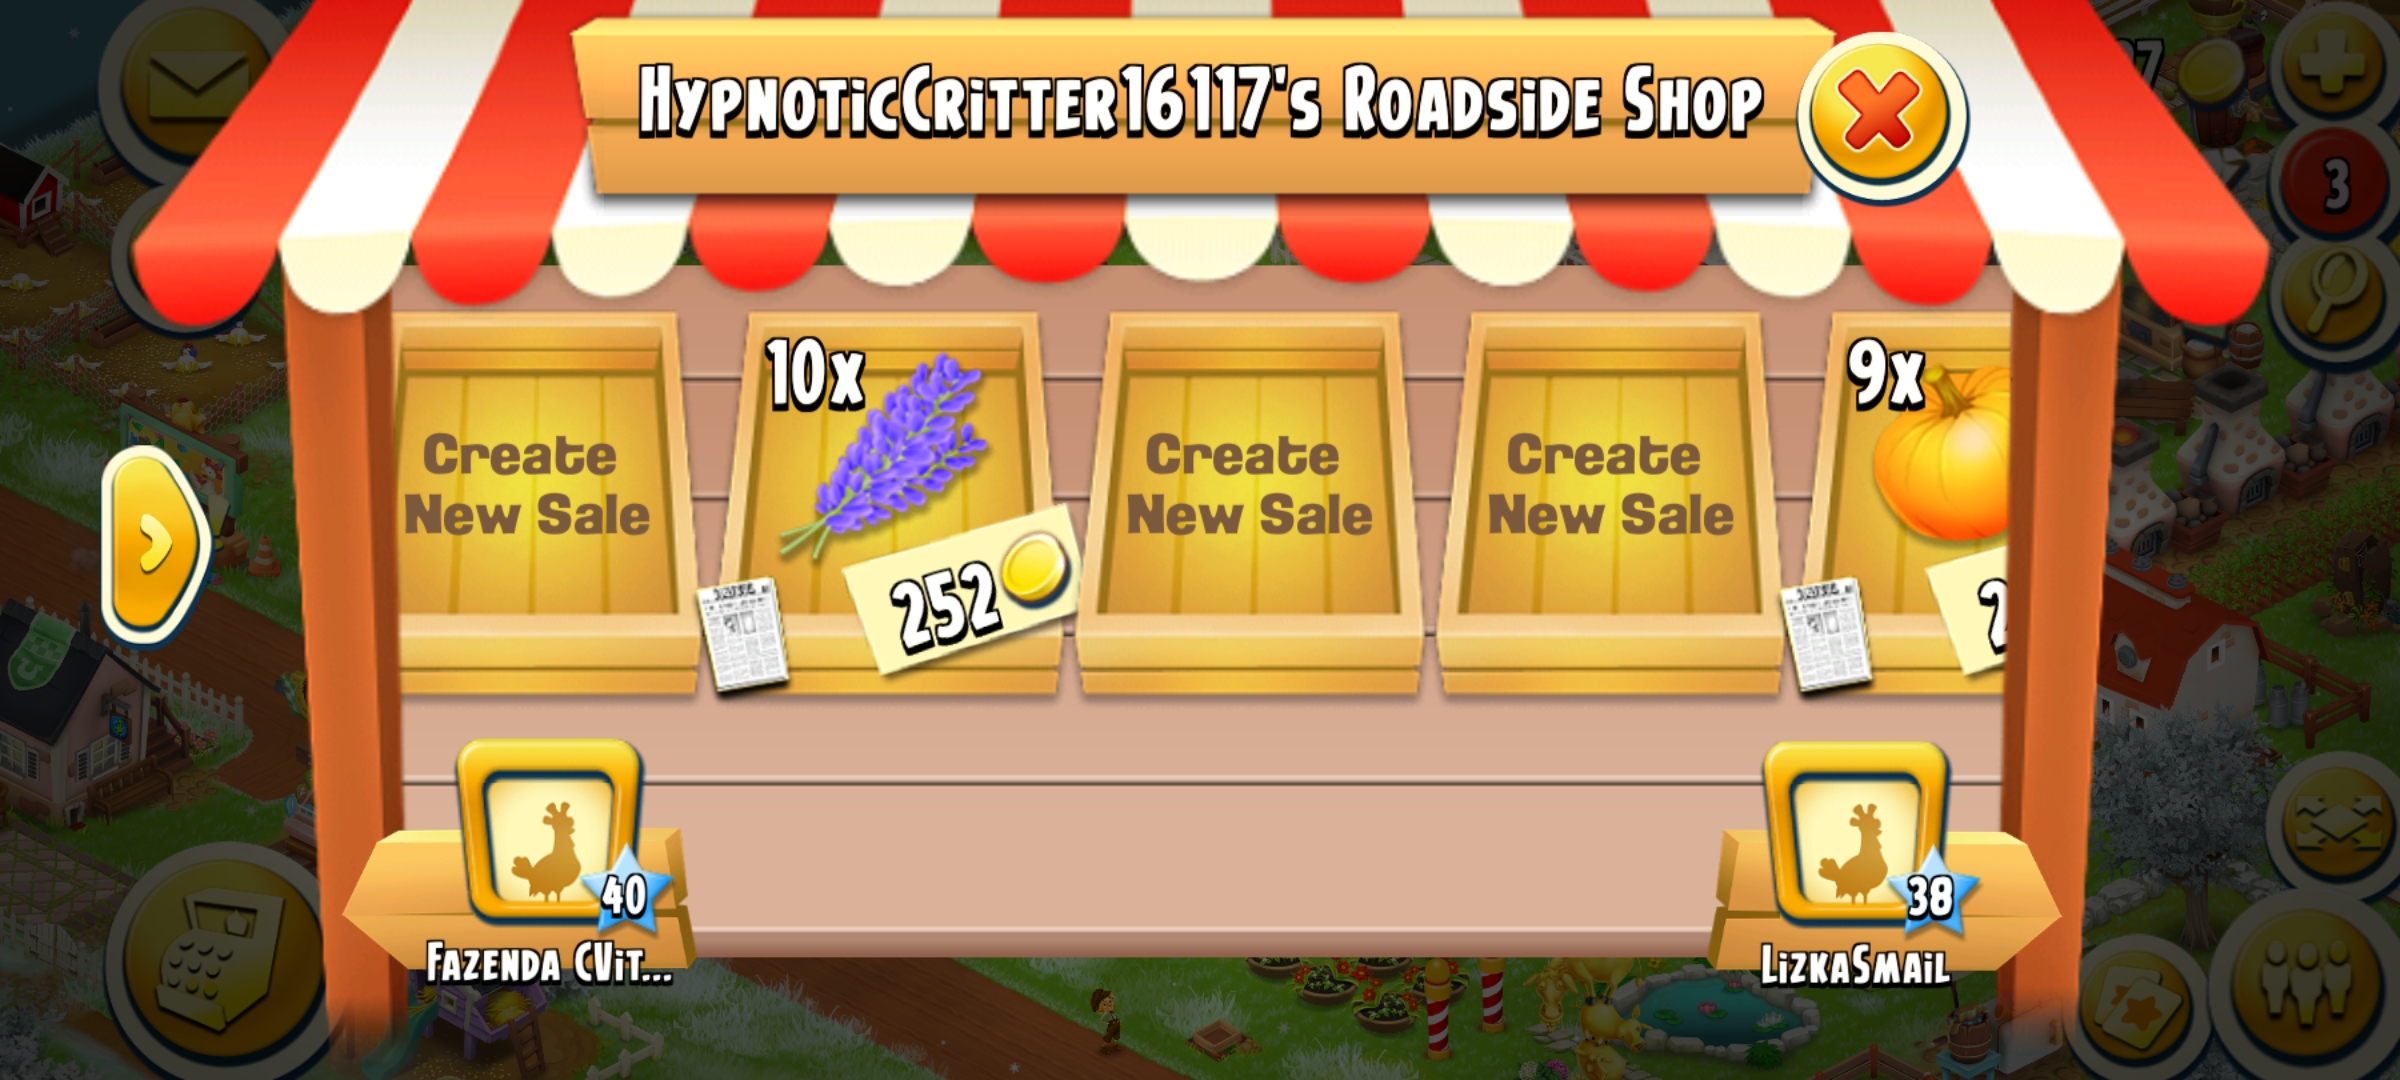 HypnoticCritter16117's Roadside Shop
3
10x
9x
Create
New Sale
Create
New Sale
Create
New Sale
252
40
38
Fazenda CVit...
LizkaSmail